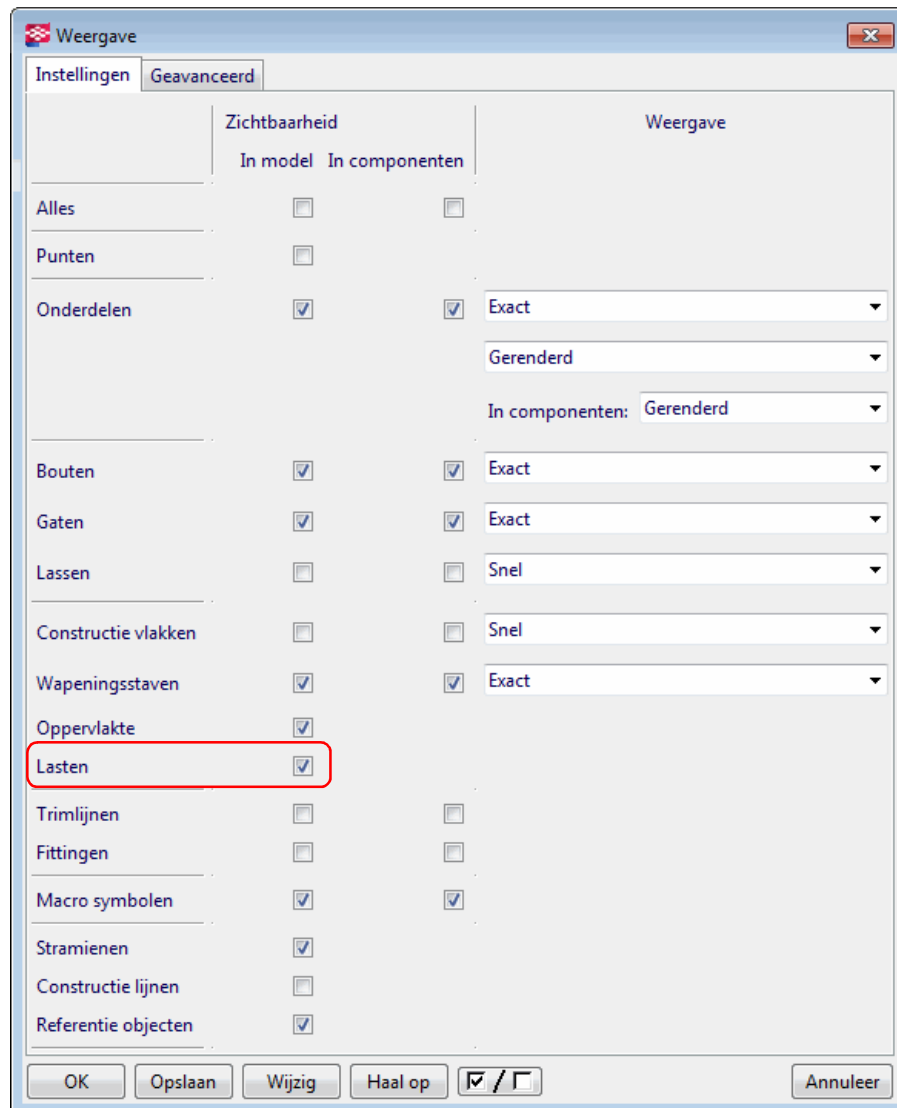 Weergave
Instellingen Geavanceerd
Zichtbaarheid Weergave
In model In componenten
Alles
Punten
Onderdelen Exact
Gerenderd
In componenten: Gerenderd
Bouten Exact
Gaten Exact
Lassen Snel
Constructie vlakken Snel
Wapeningsstaven Exact
Oppervlakte
Lasten
Trimlijnen
Fittingen
Macro symbolen
Stramienen
Constructie lijnen
Referentie objecten
OK Opslaan Wijzig Haal op / Annuleer